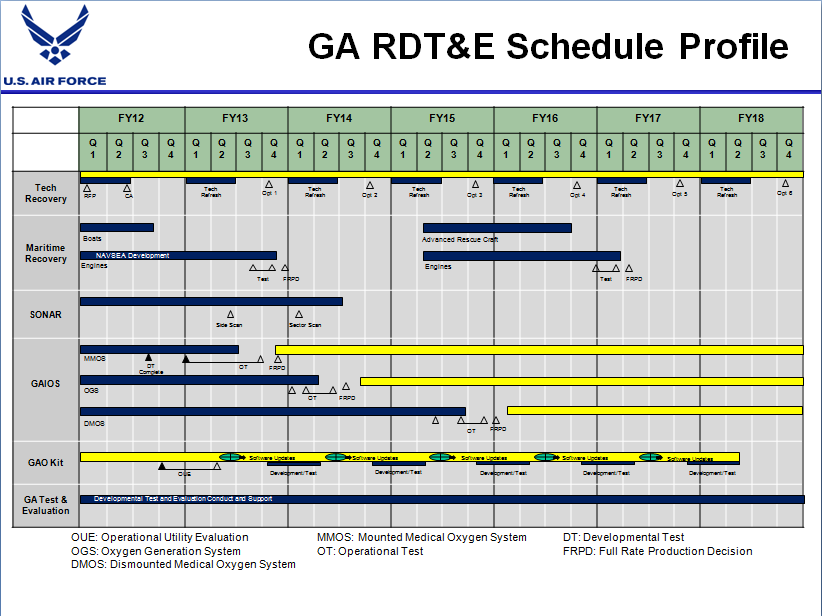 U.S. AIR FORCE
GA RDT&E Schedule Profile
FY12 FY13 FY14 FY15 FY16 FY17 FY18
Q Q Q Q Q Q Q Q Q Q Q Q Q Q Q Q Q Q Q Q Q Q Q Q Q Q Q Q
1 2 3 4 1 2 3 4 1 2 3 4 1 2 3 4 1 2 3 4 1 2 3 4 1 2 3 4
Tech
Recovery
RFP CA
Tech
Refresh
Opt 1
Tech
Refresh
Opt 2
Tech
Refresh
Opt 3
Tech
Refresh
Opt 4
Tech
Refresh
Opt 5
Tech
Refresh
Opt 6
Maritime
Recovery
Boats
Advanced Rescue Craft
NAVSEA Development
Engines
Engines
Test FRPD
Test FRPD
SONAR
Side Scan
Sector Scan
GAIOS
MMOS
DT
Complete
OT
FRPD
OGS
OT
FRPD
DMOS
OT
FRPD
GAO Kit
Software Updates Software Updates Software Updates Software Updates Software Updates
OUE
Development/Test Development/Test Development/Test Development/Test Development/Test
GA Test &
Evaluation
Developmental Test and Evaluation Conduct and Support
OUE: Operational Utility Evaluation MMOS: Mounted Medical Oxygen System DT: Developmental Test
OGS: Oxygen Generation System OT: Operational Test FRPD: Full Rate Production Decision
DMOS: Dismounted Medical Oxygen System